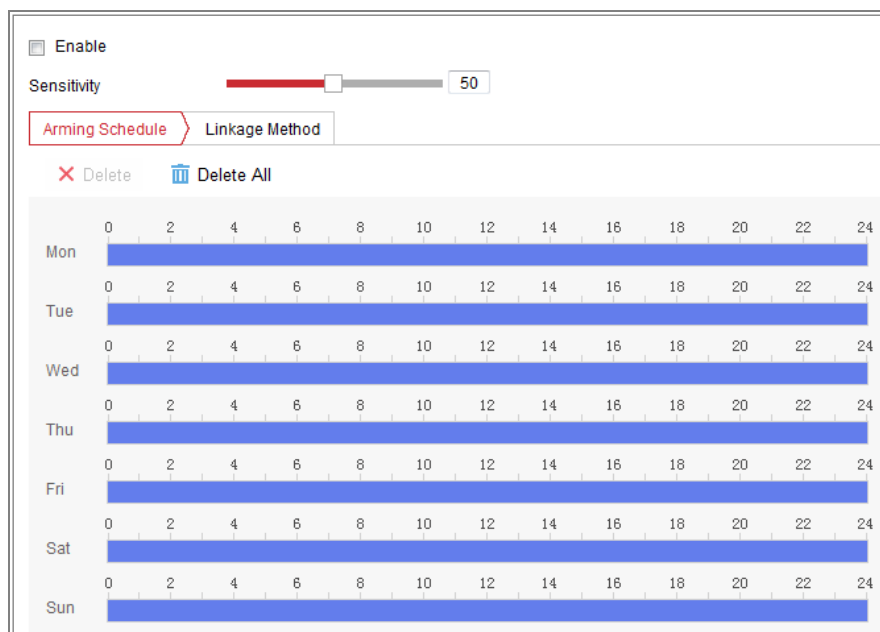 Enable
Sensitivity 50
Arming Schedule Linkage Method
Delete Delete All
0 2 4 6 8 10 12 14 16 18 20 22 24
Mon
0 2 4 6 8 10 12 14 16 18 20 22 24
Tue
0 2 4 6 8 10 12 14 16 18 20 22 24
Wed
0 2 4 6 8 10 12 14 16 18 20 22 24
Thu
0 2 4 6 8 10 12 14 16 18 20 22 24
Fri
0 2 4 6 8 10 12 14 16 18 20 22 24
Sat
0 2 4 6 8 10 12 14 16 18 20 22 24
Sun